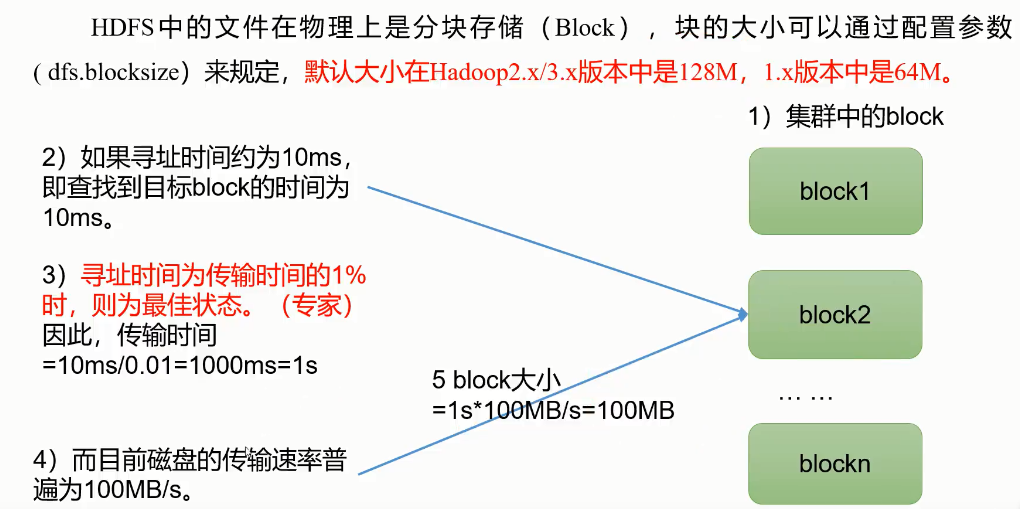 HDFS中的文件在物理上是分块存储（Block），块的大小可以通过配置参数
( dfs.blocksize）来规定，默认大小在Hadoop2.x/3.x版本中是128M，1.x版本中是64M。
1）集群中的block
2）如果寻址时间约为10ms，
即查找到目标block的时间为
10ms。
block1
3）寻址时间为传输时间的1%
时，则为最佳状态。（专家）
因此，传输时间
=10ms/0.01=1000ms=1s
block2
5 block大小
=1s*100MB/s=100MB
… …
4）而目前磁盘的传输速率普
遍为100MB/s。
blockn